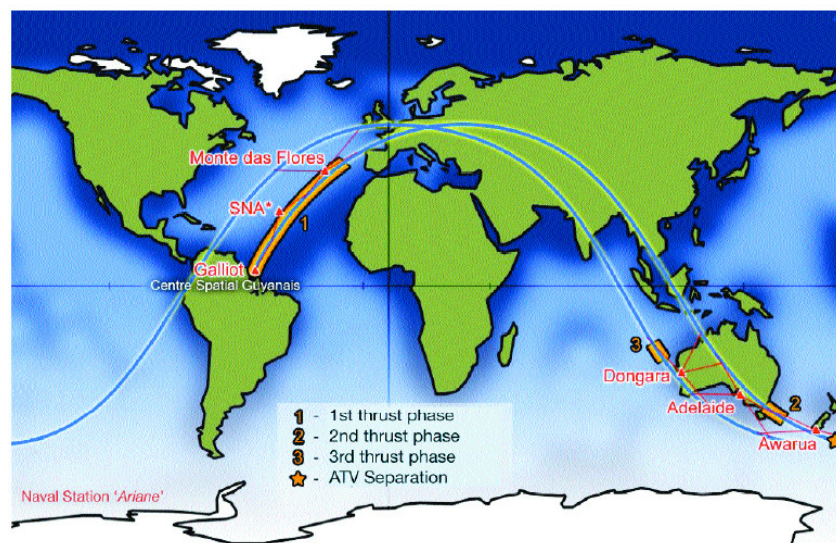 Monte das Flores
SNA*
1
Galliot
Centre Spatial Guyanais
3
Dongara
Adelaide
2
Awarua
1 - 1st thrust phase
2 - 2nd thrust phase
3 - 3rd thrust phase
- ATV Separation
Naval Station 'Ariane'